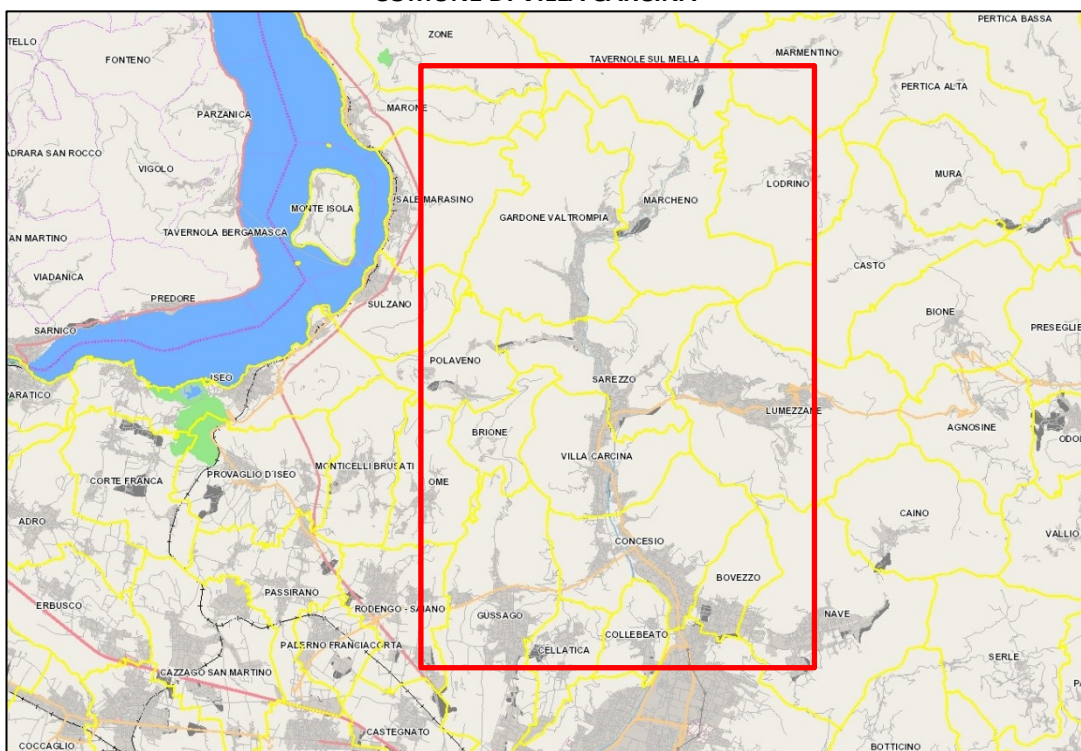 COMUNE DI VILLA CARCINA
PERTICA BASSA
TELLO
ZONE
FONTENO
TAVERNOLE SUL MELLA
MARMENTINO
PERTICA ALTA
MARONE
PARZANICA
ADRARA SAN ROCCO
VIGOLO
MURA
LODRINO
SALE MARASINO
MARCHENO
MONTE ISOLA
GARDONE VALTROMPIA
TAVERNOLA BERGAMASCA
AN MARTINO
CASTO
VIADANICA
PREDORE
SULZANO
BIONE
SARNICO
PRESEGLIE
POLAVENO
ISEO
SAREZZO
PARATICO
LUMEZZANE
AGNOSINE
BRIONE
ODOL
VILLA CARCINA
MONTICELLI BRUSATI
PROVAGLIO D'ISEO
OME
CORTE FRANCA
CAINO
ADRO
VALLIO
CONCESIO
BOVEZZO
PASSIRANO
ERBUSCO
RODENGO - SAIANO
NAVE
GUSSAGO
COLLEBEATO
PALERNO FRANCIACORTA
CELLATICA
SERLE
CAZZAGO SAN MARTINO
PA
CASTEGNATO
COCCAGLIO
BOTTICINO